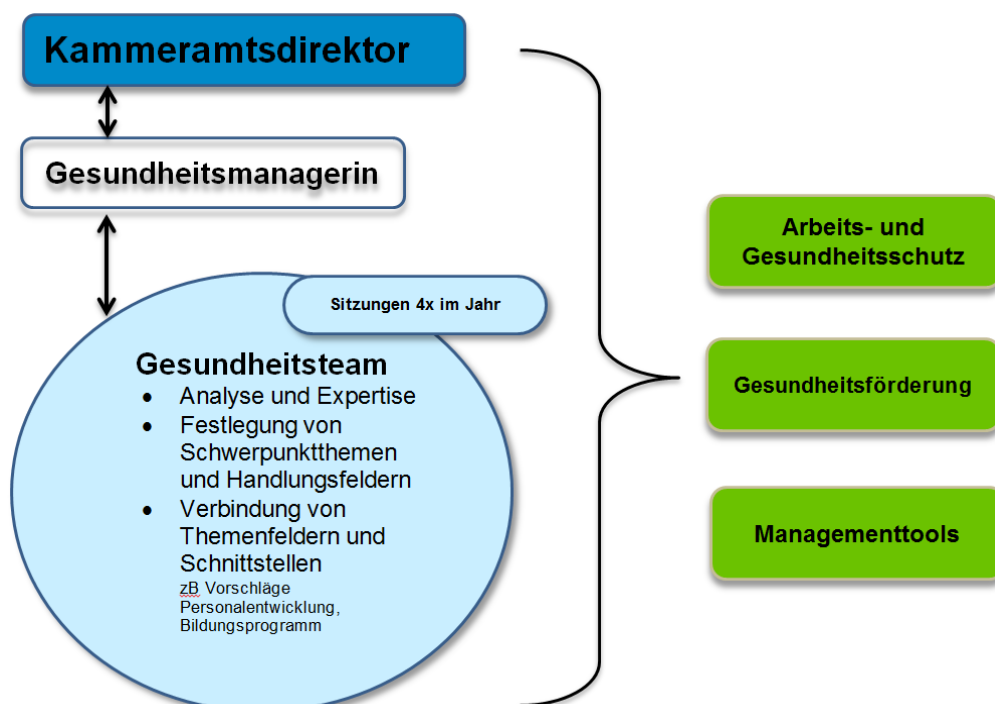 Kammeramtsdirektor
Gesundheitsmanagerin
Sitzungen 4x im Jahr
Gesundheitsteam
• Analyse und Expertise
• Festlegung von
Schwerpunktthemen
und Handlungsfeldern
• Verbindung von
Themenfeldern und
Schnittstellen
zB Vorschläge
Personalentwicklung,
Bildungsprogramm
Arbeits- und
Gesundheitsschutz
Gesundheitsförderung
Managementtools